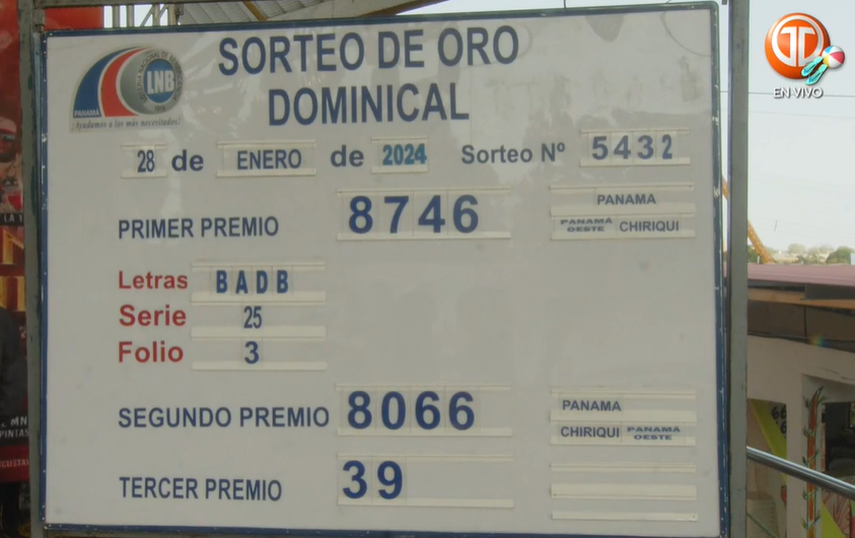 SORTEO DE ORO
DOMINICAL
LNB
PANAMÁ
¡Ayudamos a los más necesitados!
EN VIVO
28 de ENERO de 2024 Sorteo Nº 5432
PRIMER PREMIO 8746 PANAMA
PANAMÁ OESTE CHIRIQUI
Letras BADB
Serie 25
Folio 3
SEGUNDO PREMIO 8066 PANAMA
CHIRIQUI PANAMÁ OESTE
TERCER PREMIO 39